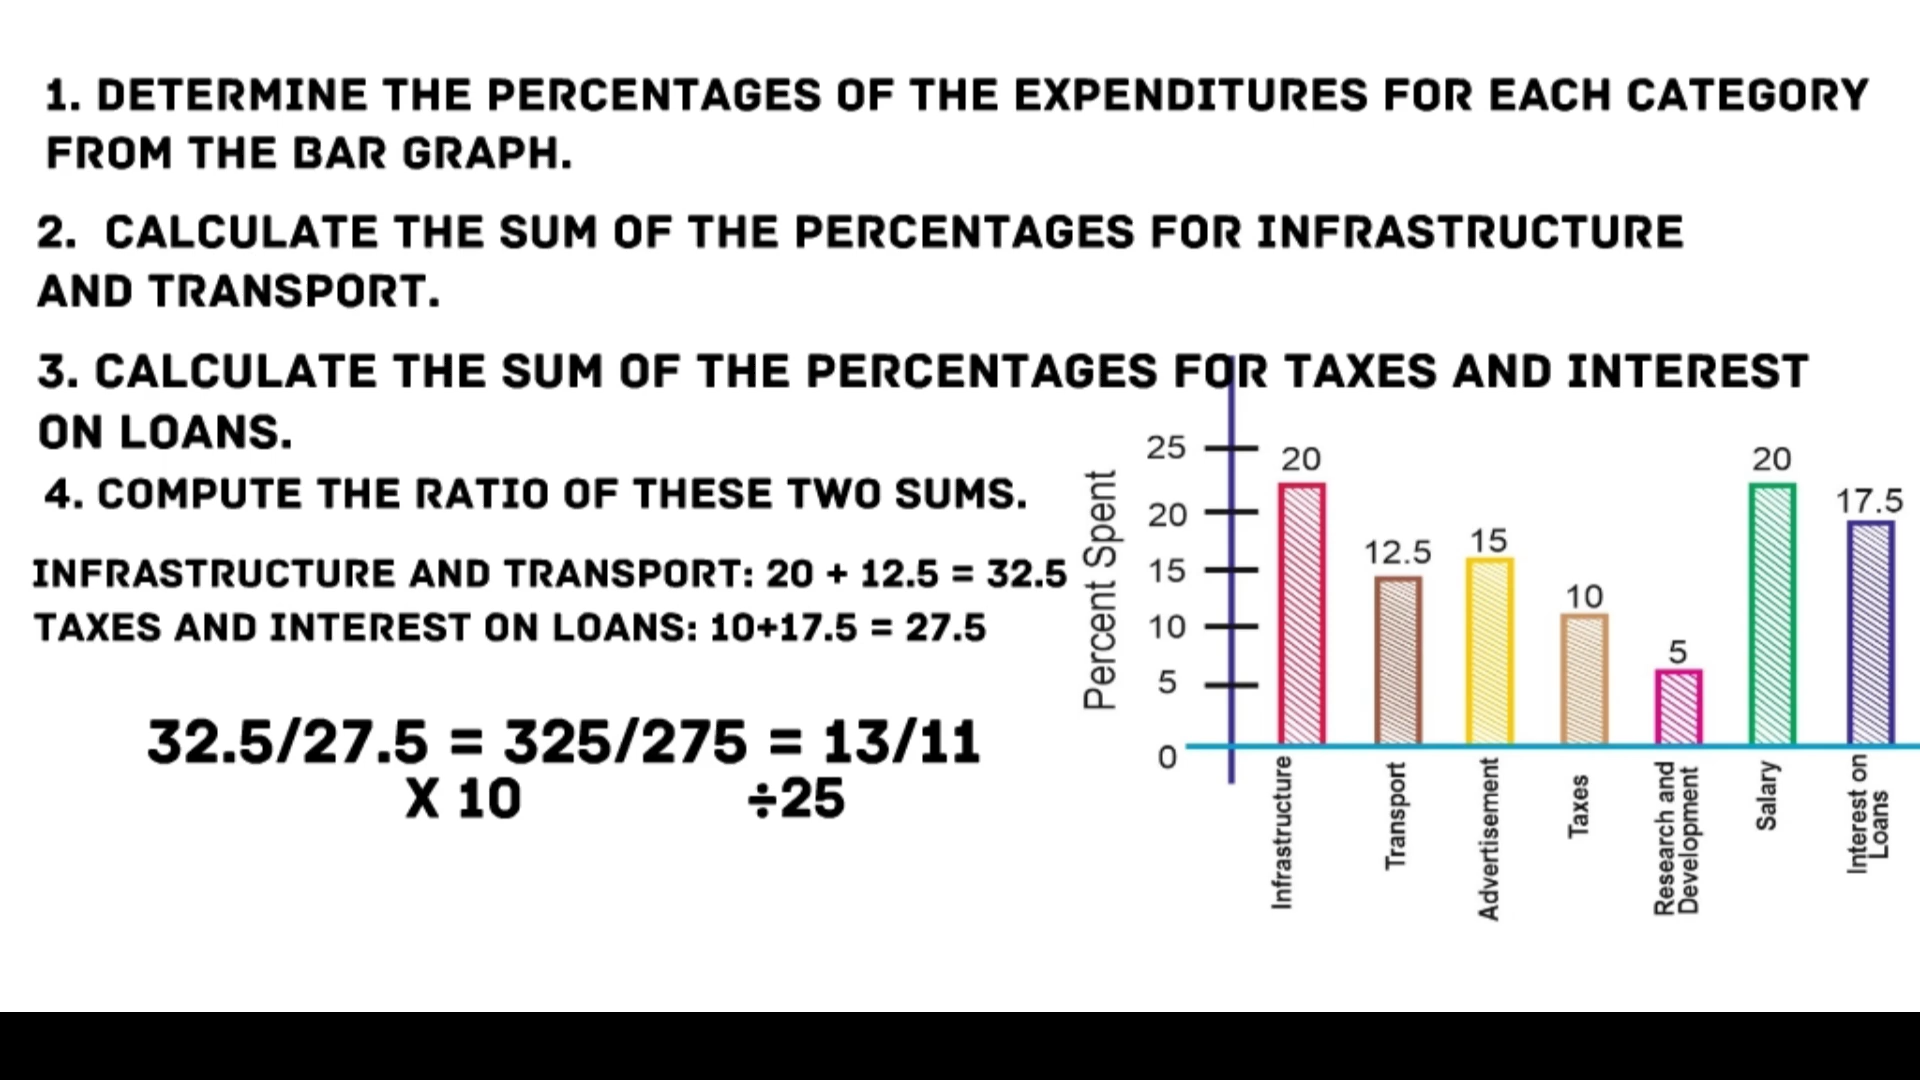 1. DETERMINE THE PERCENTAGES OF THE EXPENDITURES FOR EACH CATEGORY
FROM THE BAR GRAPH.
2. CALCULATE THE SUM OF THE PERCENTAGES FOR INFRASTRUCTURE
AND TRANSPORT.
3. CALCULATE THE SUM OF THE PERCENTAGES FOR TAXES AND INTEREST
ON LOANS.
4. COMPUTE THE RATIO OF THESE TWO SUMS.
INFRASTRUCTURE AND TRANSPORT: 20 + 12.5 = 32.5
TAXES AND INTEREST ON LOANS: 10+17.5 = 27.5
32.5/27.5 = 325/275 = 13/11
X 10 ÷25
Percent Spent
25
20
15
10
5
0
20
12.5
15
10
5
20
17.5
Infrastructure
Transport
Advertisement
Taxes
Research and
Development
Salary
Interest on
Loans